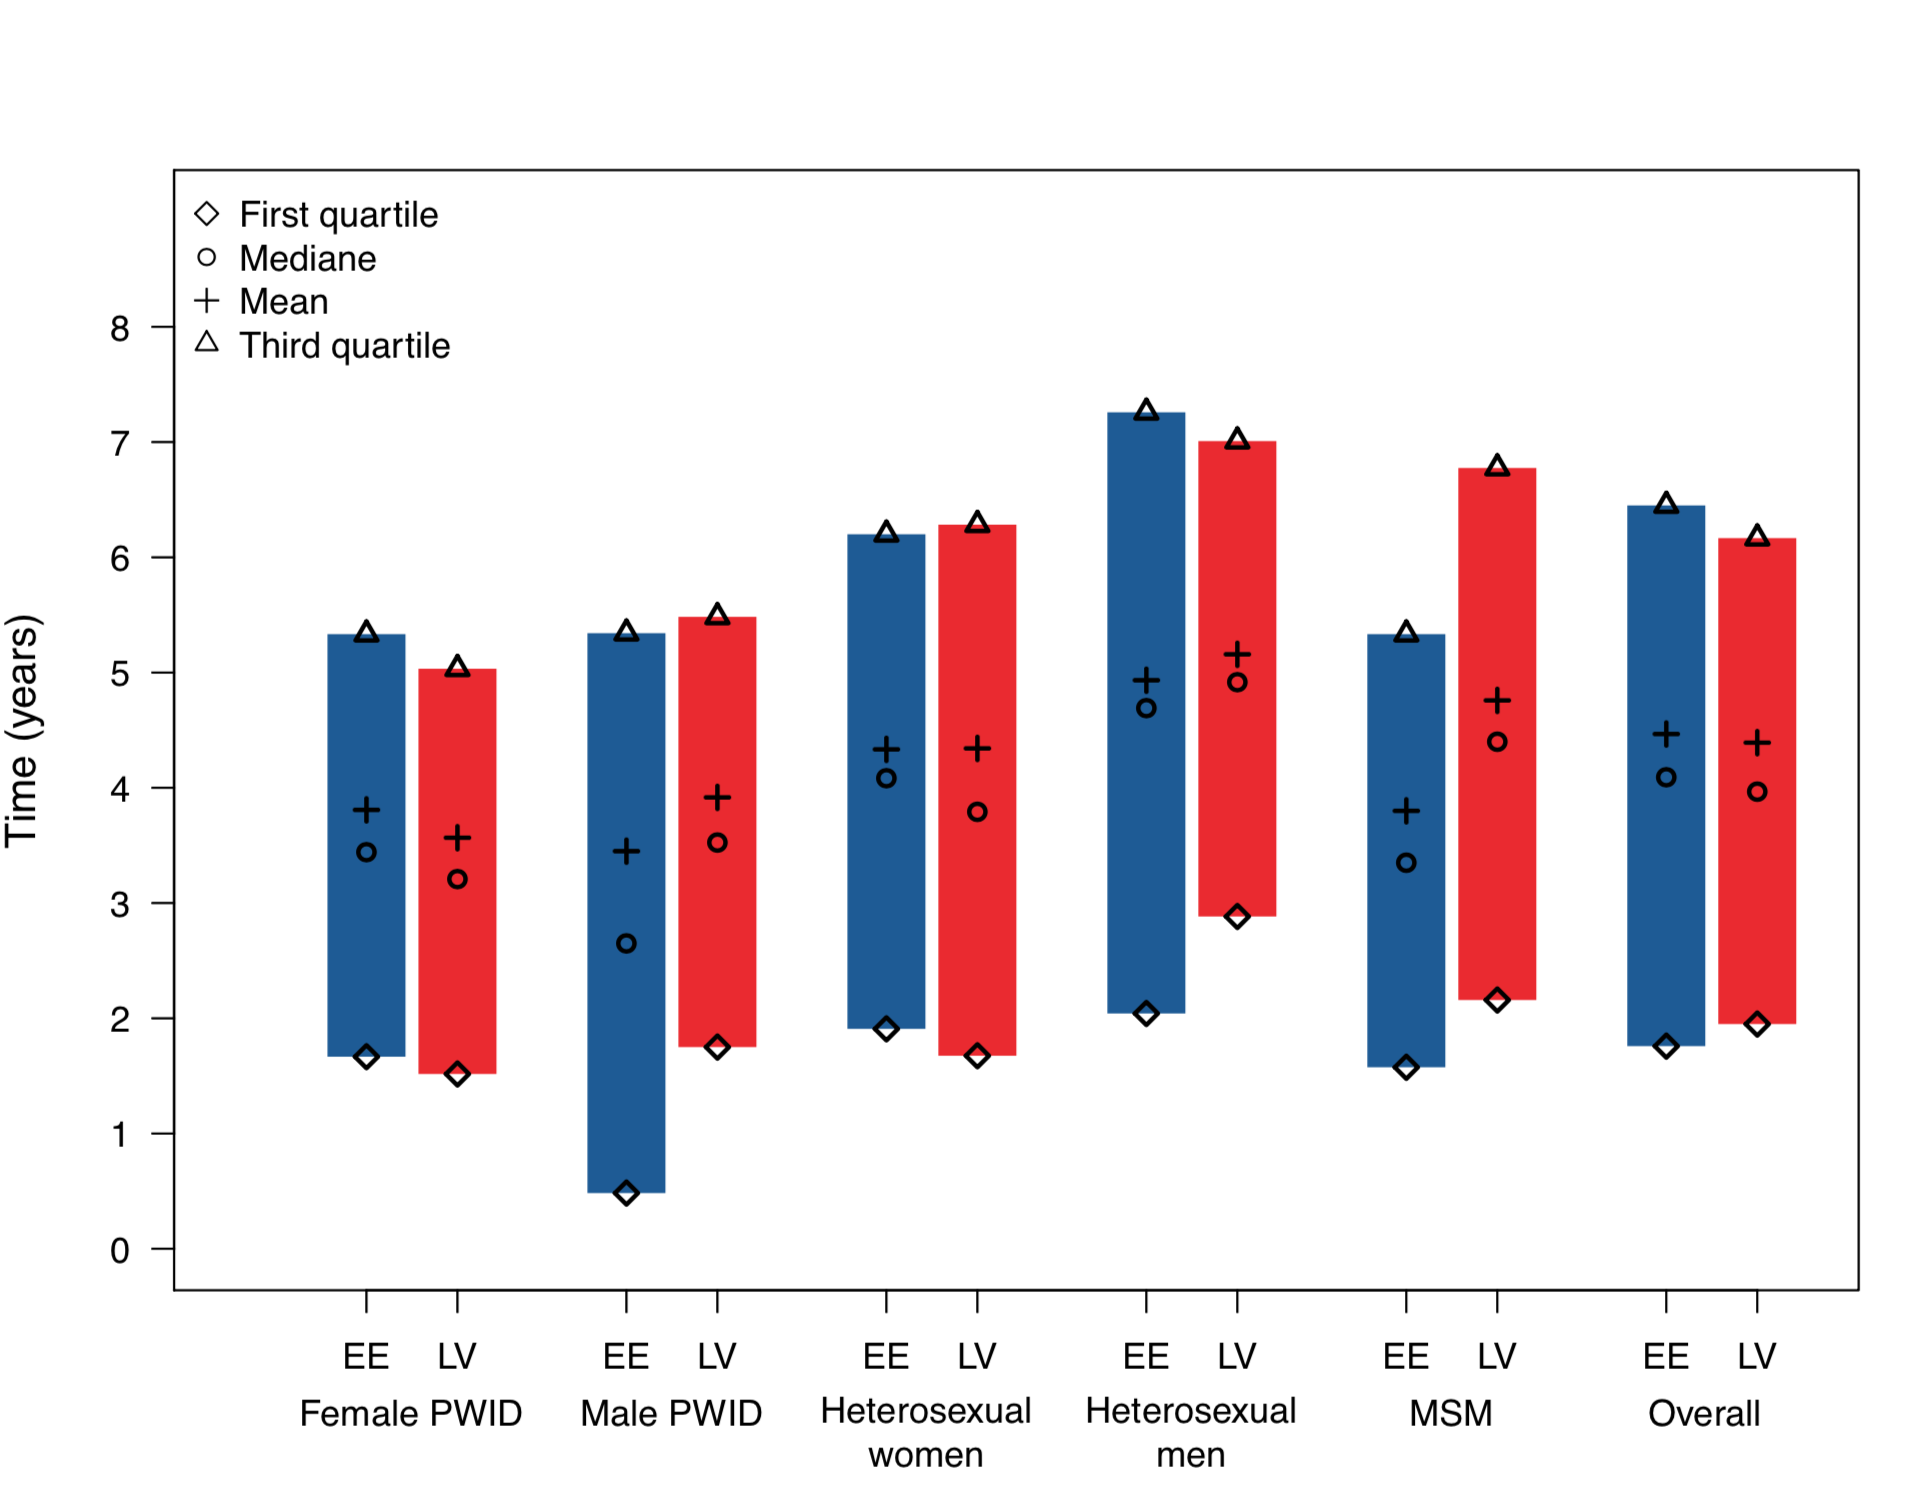 First quartile
Mediane
Mean
Third quartile
Time (years)
8
7
6
5
4
3
2
1
0
EE LV EE LV EE LV EE LV EE LV EE LV
Female PWID Male PWID Heterosexual women Heterosexual men MSM Overall